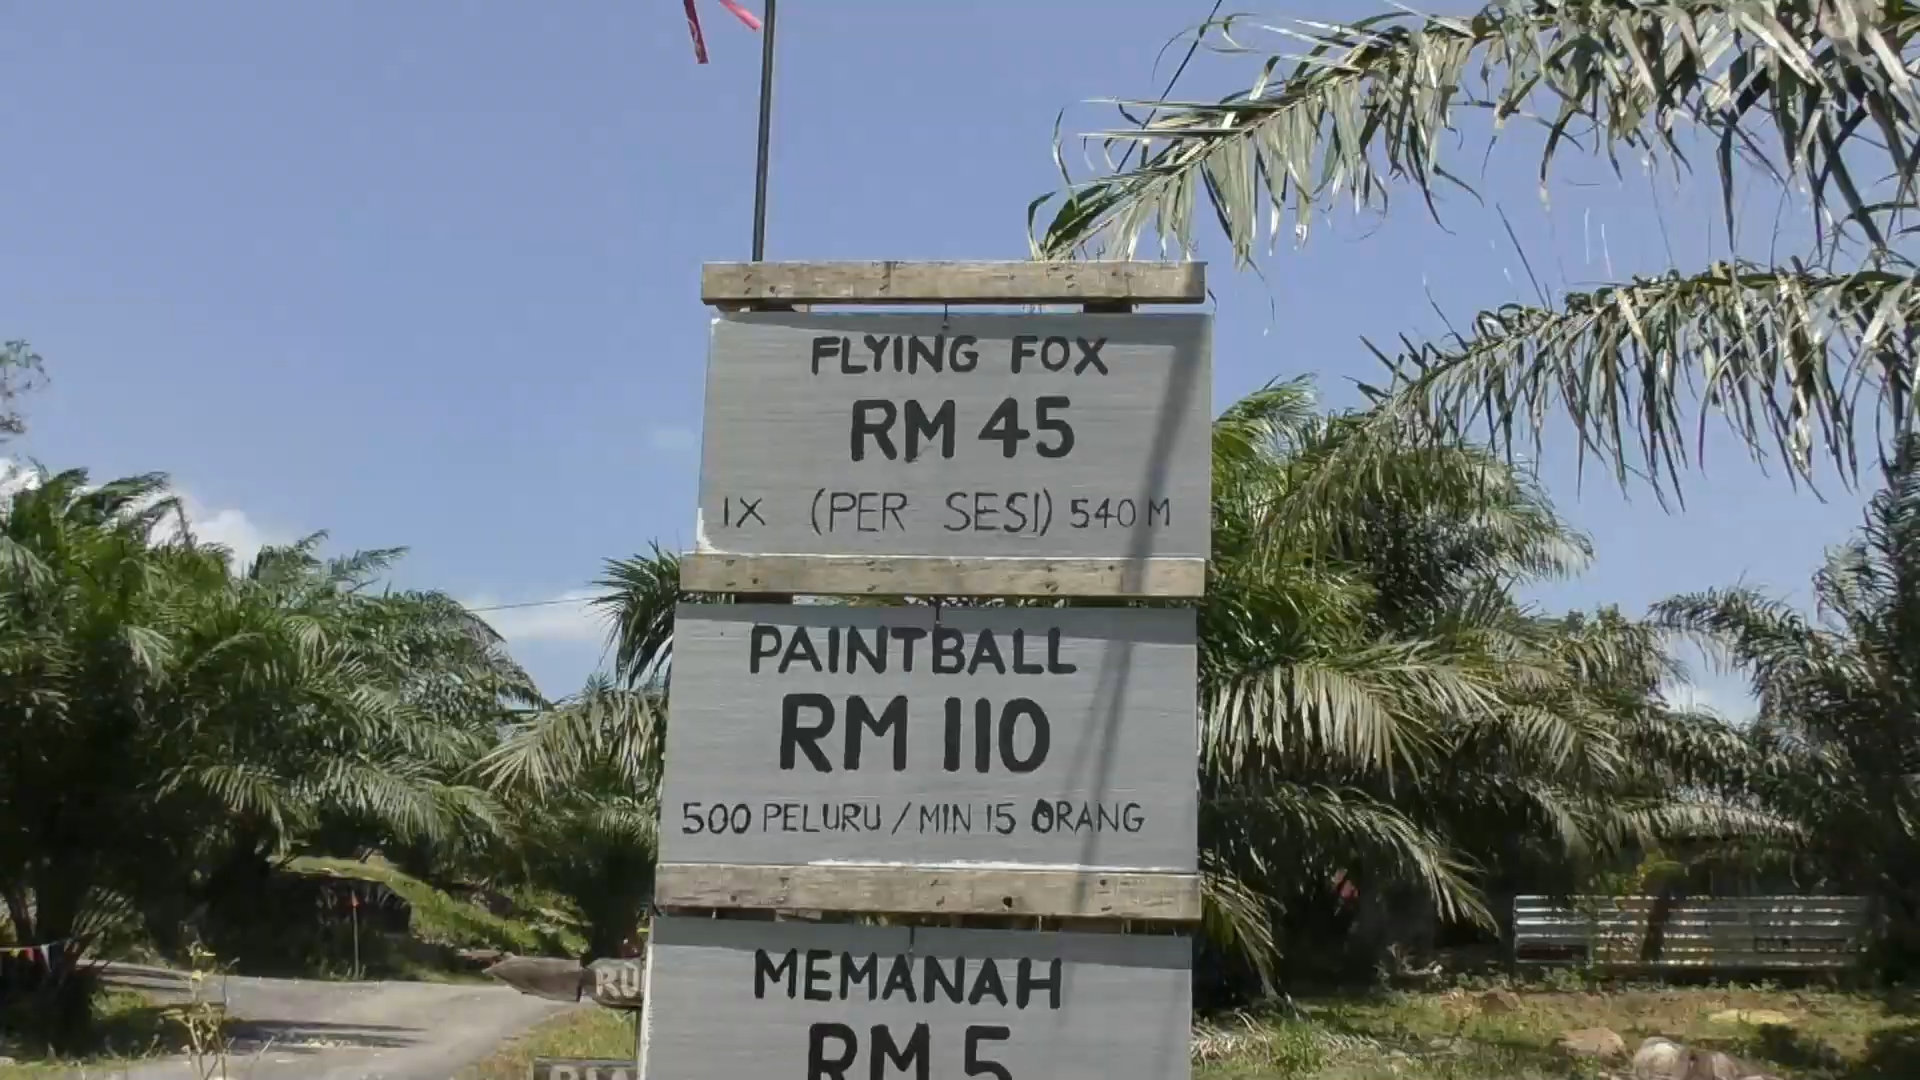 FLYING FOX
RM 45
1X (PER SESI) 540 M
PAINTBALL
RM 110
500 PELURU / MIN 15 ORANG
MEMANAH
RM 5